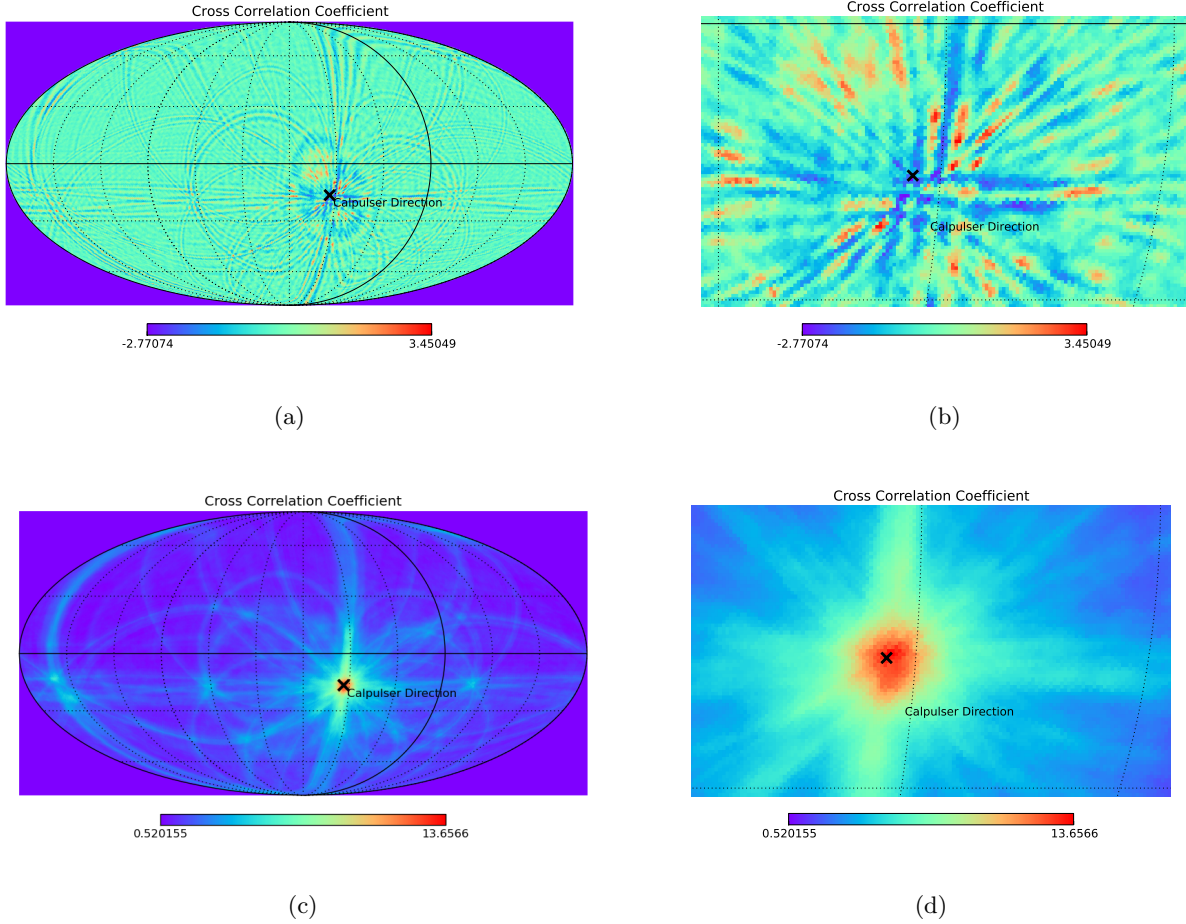 Cross Correlation Coefficient
Calpulser Direction
-2.77074 3.45049
(a)
Cross Correlation Coefficient
Calpulser Direction
-2.77074 3.45049
(b)
Cross Correlation Coefficient
Calpulser Direction
0.520155 13.6566
(c)
Cross Correlation Coefficient
Calpulser Direction
0.520155 13.6566
(d)